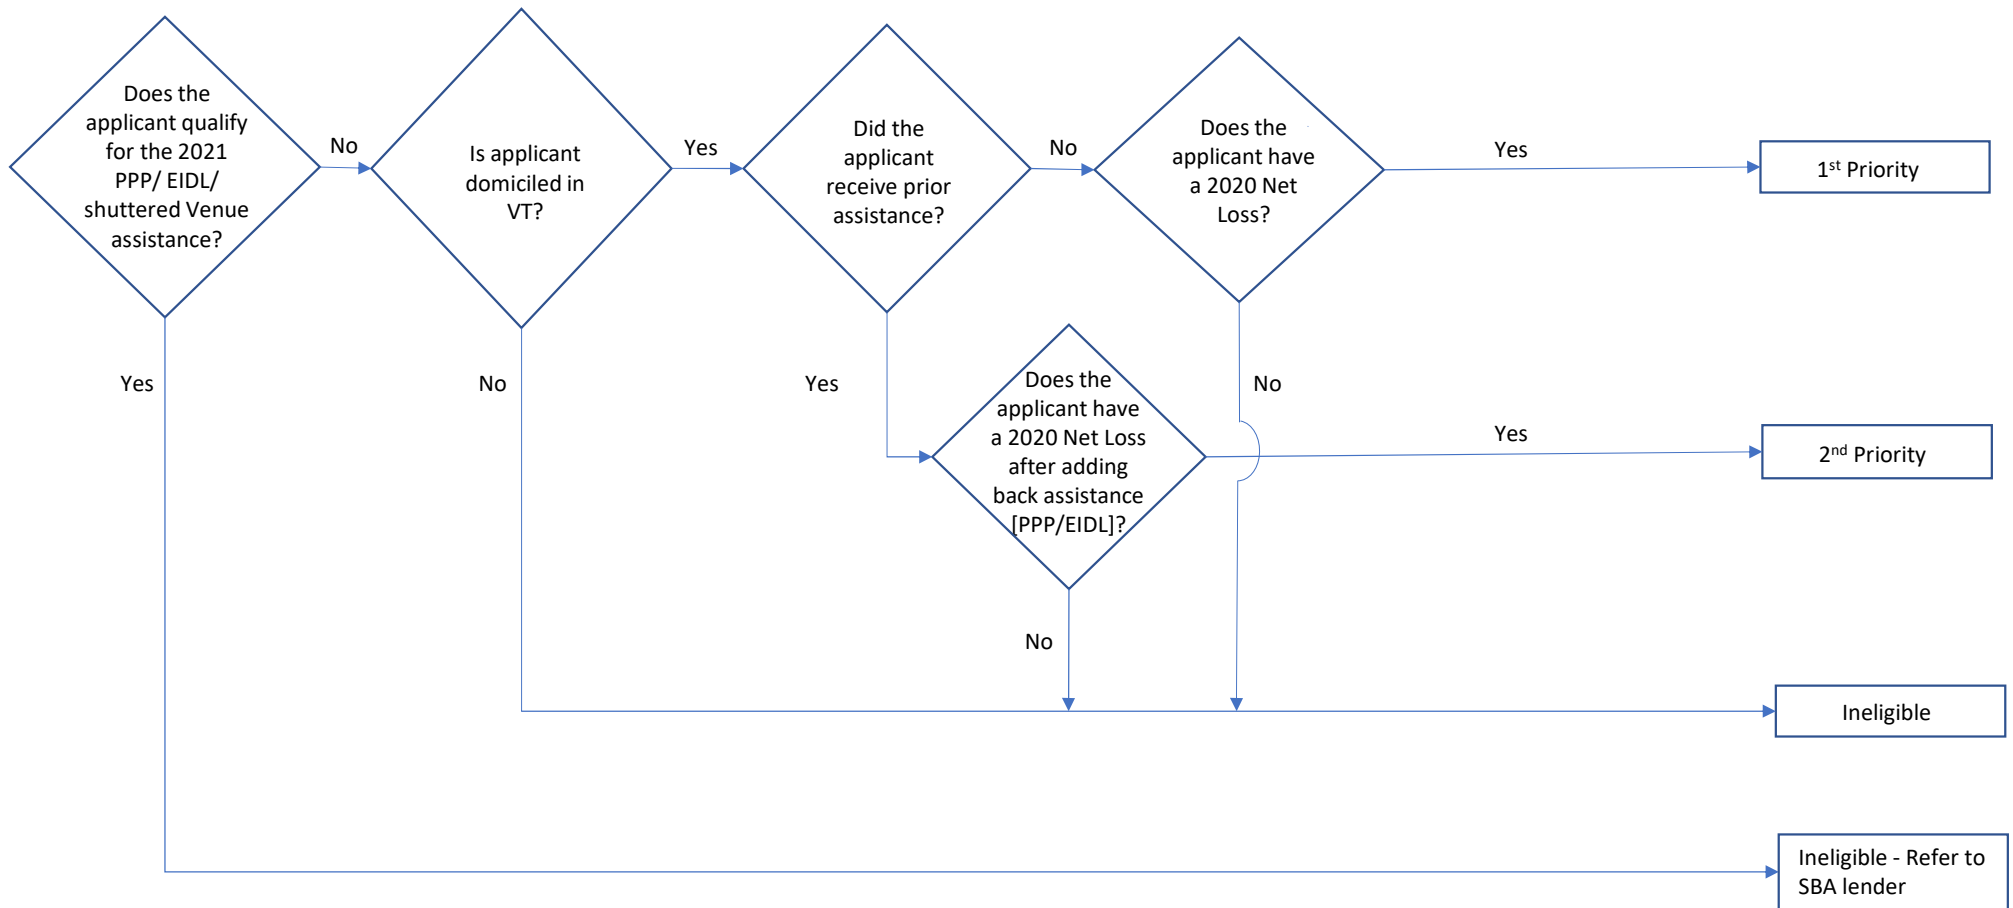 Does the
applicant qualify
for the 2021
PPP/ EIDL/
shuttered Venue
assistance?
No
Is applicant
domiciled in
VT?
Yes
Did the
applicant
receive prior
assistance?
No
Does the
applicant have
a 2020 Net
Loss?
Yes
1st Priority
Yes
No
Yes
Does the
applicant have
a 2020 Net Loss
after adding
back assistance
[PPP/EIDL]?
No
Yes
2nd Priority
No
Ineligible
Ineligible - Refer to
SBA lender